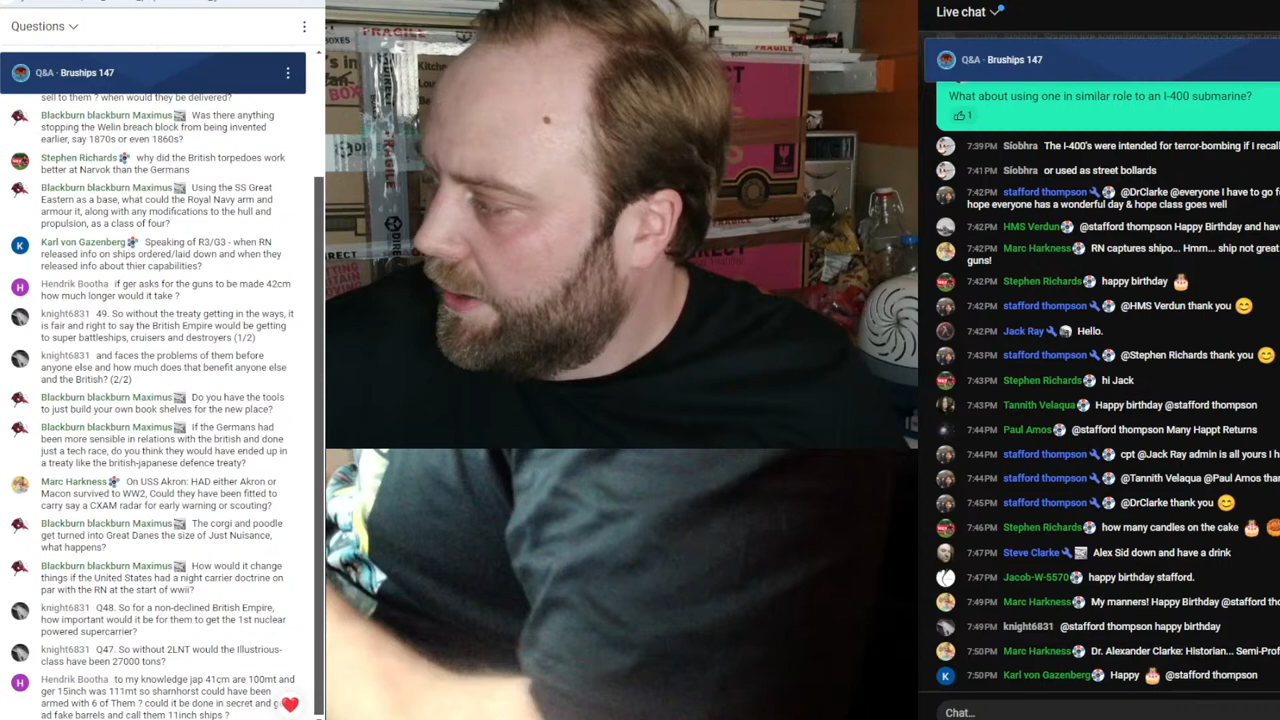 Questions
Q&A · Bruships 147
sell to them ? when would they be delivered?
Blackburn blackburn Maximus Was there anything
stopping the Welin breach block from being invented
earlier, say 1870s or even 1860s?
Stephen Richards why did the British torpedoes work
better at Narvok than the Germans
Blackburn blackburn Maximus Using the SS Great
Eastern as a base, what could the Royal Navy arm and
armour it, along with any modifications to the hull and
propulsion, as a class of four?
Karl von Gazenberg Speaking of R3/G3 - when RN
released info on ships ordered/laid down and when they
released info about thier capabilities?
Hendrik Bootha if ger asks for the guns to be made 42cm
how much longer would it take ?
knight6831 49. So without the treaty getting in the ways, it
is fair and right to say the British Empire would be getting
to super battleships, cruisers and destroyers (1/2)
knight6831 and faces the problems of them before
anyone else and how much does that benefit anyone else
and the British? (2/2)
Blackburn blackburn Maximus Do you have the tools
to just build your own book shelves for the new place?
Blackburn blackburn Maximus If the Germans had
been more sensible in relations with the british and done
just a tech race, do you think they would have ended up in
a treaty like the british-japanese defence treaty?
Marc Harkness On USS Akron: HAD either Akron or
Macon survived to WW2, Could they have been fitted to
carry say a CXAM radar for early warning or scouting?
Blackburn blackburn Maximus The corgi and poodle
get turned into Great Danes the size of Just Nuisance,
what happens?
Blackburn blackburn Maximus How would it change
things if the United States had a night carrier doctrine on
par with the RN at the start of wwii?
knight6831 Q48. So for a non-declined British Empire,
how important would it be for them to get the 1st nuclear
powered supercarrier?
knight6831 Q47. So without 2LNT would the Illustrious-
class have been 27000 tons?
Hendrik Bootha to my knowledge jap 41cm are 100mt and
ger 15inch was 111mt so sharnhorst could have been
armed with 6 of Them ? could it be done in secret and
ad fake barrels and call them 11inch ships ?
FRAGILE
FRAGILE
FRAGILE
Live chat
Q&A · Bruships 147
What about using one in similar role to an I-400 submarine?
1
7:39PM Síobhra The I-400's were intended for terror-bombing if I
7:41PM Síobhra or used as street bollards
7:42PM stafford thompson @DrClarke @everyone I have to go
hope everyone has a wonderful day & hope class goes well
7:42PM HMS Verdun @stafford thompson Happy Birthday and
7:42PM Marc Harkness RN captures shipo... Hmm... ship not
guns!
7:42PM Stephen Richards happy birthday 🎂
7:42PM stafford thompson @HMS Verdun thank you 😊
7:42PM Jack Ray Hello.
7:43PM stafford thompson @Stephen Richards thank you 😊
7:43PM Stephen Richards hi Jack
7:43PM Tannith Velaqua Happy birthday @stafford thompson
7:44PM Paul Amos @stafford thompson Many Happt Returns
7:44PM stafford thompson cpt @Jack Ray admin is all yours I
7:44PM stafford thompson @Tannith Velaqua @Paul Amos
7:45PM stafford thompson @DrClarke thank you 😊
7:46PM Stephen Richards how many candles on the cake 🎂
7:47PM Steve Clarke Alex Sid down and have a drink
7:47PM Jacob-W-5570 happy birthday stafford.
7:49PM Marc Harkness My manners! Happy Birthday @stafford
7:49PM knight6831 @stafford thompson happy birthday
7:50PM Marc Harkness Dr. Alexander Clarke: Historian...
7:50PM Karl von Gazenberg Happy 🎂 @stafford thompson
Chat...